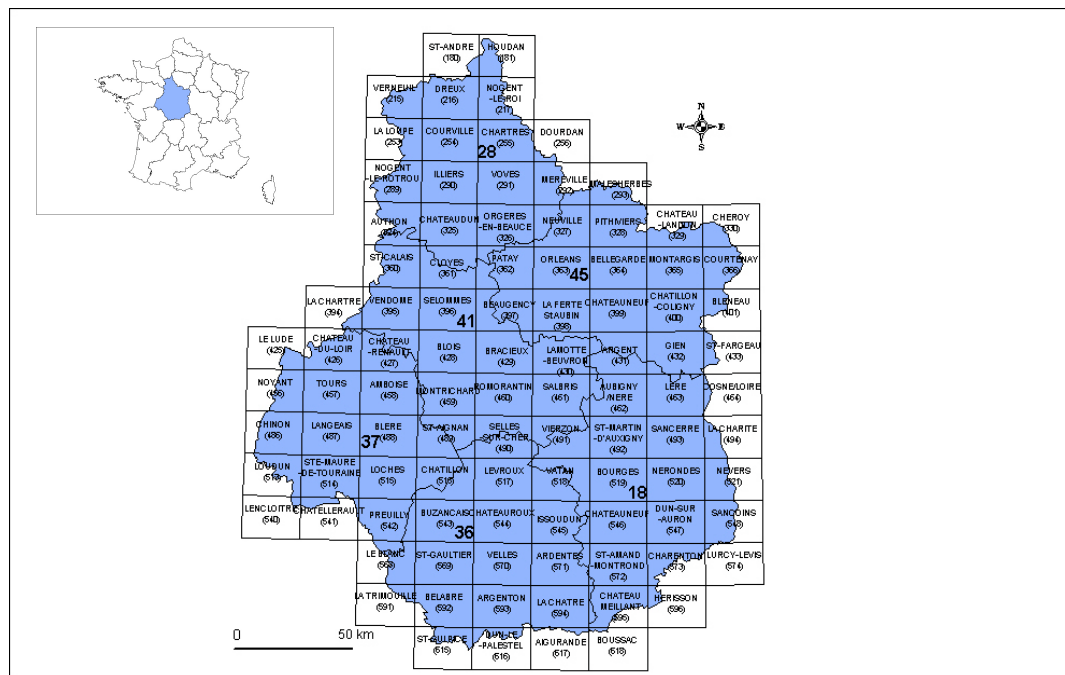 ST-ANDRE
(180)
HOUDAN
(181)
VERNEUIL
(215)
DREUX
(216)
NOGENT
-LE-ROI
(217)
N
W E
S
LA LOUPE
(253)
COURVILLE
(254)
CHARTRES
(255)
DOURDAN
(256)
28
NOGENT
-LE-ROTROU
(289)
ILLIERS
(290)
VOVES
(291)
MEREVILLE
(292)
MALESHERBES
(293)
AUTHON
(324)
CHATEAUDUN
(325)
ORGERES
-EN-BEAUCE
(326)
NEUVILLE
(327)
PITHIVIERS
(328)
CHATEAU
-LANDON
(329)
CHEROY
(330)
ST-CALAIS
(360)
CLOYES
(361)
PATAY
(362)
ORLEANS
(363)
BELLEGARDE
(364)
MONTARGIS
(365)
COURTENAY
(366)
45
LA CHARTRE
(394)
VENDOME
(395)
SELOMMES
(396)
BEAUGENCY
(397)
LA FERTE
St-AUBIN
(398)
CHATEAUNEUF
(399)
CHATILLON
-COLIGNY
(400)
BLENEAU
(401)
41
LE LUDE
(425)
CHATEAU
-DU-LOIR
(426)
CHATEAU
-RENAULT
(427)
BLOIS
(428)
BRACIEUX
(429)
LAMOTTE
-BEUVRON
(430)
ARGENT
(431)
GIEN
(432)
ST-FARGEAU
(433)
NOYANT
(456)
TOURS
(457)
AMBOISE
(458)
MONTRICHARD
(459)
ROMORANTIN
(460)
SALBRIS
(461)
AUBIGNY
/NERE
(462)
LERE
(463)
COSNE/LOIRE
(464)
CHINON
(486)
LANGEAIS
(487)
BLERE
(488)
ST-AIGNAN
(489)
SELLES
SUR-CHER
(490)
VIERZON
(491)
ST-MARTIN
-D'AUXIGNY
(492)
SANCERRE
(493)
LA CHARITE
(494)
37
LOUDUN
(513)
STE-MAURE
-DE-TOURAINE
(514)
LOCHES
(515)
CHATILLON
(516)
LEVROUX
(517)
VATAN
(518)
BOURGES
(519)
NERONDES
(520)
NEVERS
(521)
18
LENCLOITRE
(540)
CHATELLERAULT
(541)
PREUILLY
(542)
BUZANCAIS
(543)
CHATEAUROUX
(544)
ISSOUDUN
(545)
CHATEAUNEUF
(546)
DUN-SUR
-AURON
(547)
SANCOINS
(548)
36
LE BLANC
(568)
ST-GAULTIER
(569)
VELLES
(570)
ARDENTES
(571)
ST-AMAND
-MONTROND
(572)
CHARENTON
(573)
LURCY-LEVIS
(574)
LA TRIMOUILLE
(591)
BELABRE
(592)
ARGENTON
(593)
LA CHATRE
(594)
CHATEAU
MEILLANT
(595)
HERISSON
(596)
ST-SULPICE
(615)
DUN-LE
-PALESTEL
(616)
AIGURANDE
(617)
BOUSSAC
(618)
0 50 km